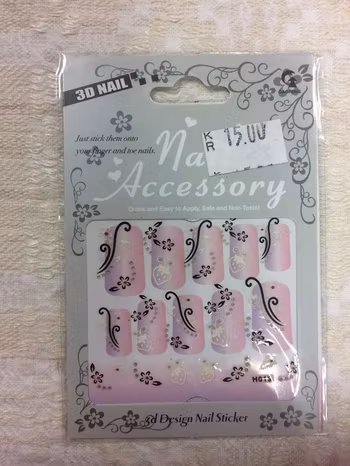 3D NAIL
Just stick them onto
your finger and toe nails.
KR 15.00
Na
Accessory
Quick and Easy to Apply, Safe and Non-Toxic!
3d Design Nail Sticker